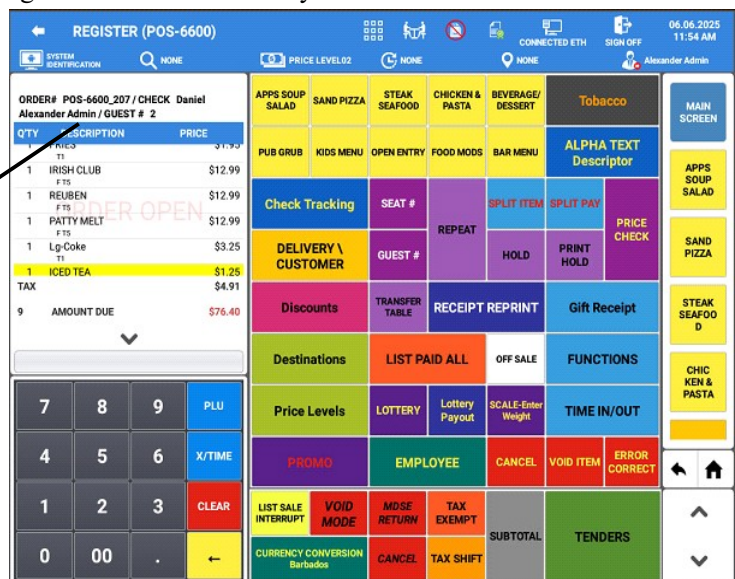 REGISTER (POS-6600)
CONNECTED ETH
SIGN OFF
06.06.2025
11:54 AM
SYSTEM
IDENTIFICATION
NONE
PRICE LEVEL02
NONE
NONE
Alexander Admin
ORDER# POS-6600_207 / CHECK Daniel
Alexander Admin / GUEST # 2
Q'TY DESCRIPTION PRICE
1 FRIES $1.95
T1
1 IRISH CLUB $12.99
F T5
1 REUBEN $12.99
F T5
ORDER OPEN
1 PATTY MELT $12.99
F T5
1 Lg-Coke $3.25
T1
1 ICED TEA $1.25
TAX $4.91
9 AMOUNT DUE $76.40
7 8 9 PLU
4 5 6 X/TIME
1 2 3 CLEAR
0 00 . ←
APPS SOUP
SALAD
SAND PIZZA
STEAK
SEAFOOD
CHICKEN &
PASTA
BEVERAGE/
DESSERT
Tobacco
PUB GRUB
KIDS MENU
OPEN ENTRY
FOOD MODS
BAR MENU
ALPHA TEXT
Descriptor
Check Tracking
SEAT #
REPEAT
SPLIT ITEM
SPLIT PAY
PRICE
CHECK
DELIVERY \
CUSTOMER
GUEST #
HOLD
PRINT
HOLD
Discounts
TRANSFER
TABLE
RECEIPT REPRINT
Gift Receipt
Destinations
LIST PAID ALL
OFF SALE
FUNCTIONS
Price Levels
LOTTERY
Lottery
Payout
SCALE-Enter
Weight
TIME IN/OUT
PROMO
EMPLOYEE
CANCEL
VOID ITEM
ERROR
CORRECT
LIST SALE
INTERRUPT
VOID
MODE
MDSE
RETURN
TAX
EXEMPT
SUBTOTAL
TENDERS
CURRENCY CONVERSION
Barbados
CANCEL
TAX SHIFT
MAIN
SCREEN
APPS
SOUP
SALAD
SAND
PIZZA
STEAK
SEAFOO
D
CHIC
KEN &
PASTA